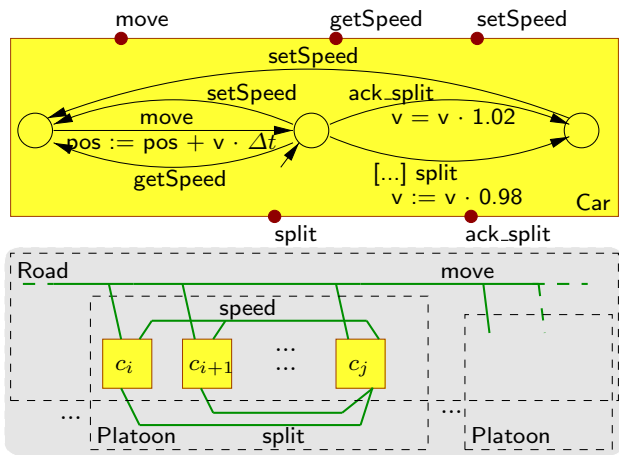 move getSpeed setSpeed
setSpeed
setSpeed ack_split
move v = v · 1.02
pos := pos + v · Δt
getSpeed [...] split
v := v · 0.98 Car
split ack_split
Road move
speed
c_i c_{i+1} ... c_j
...
... ...
Platoon split Platoon